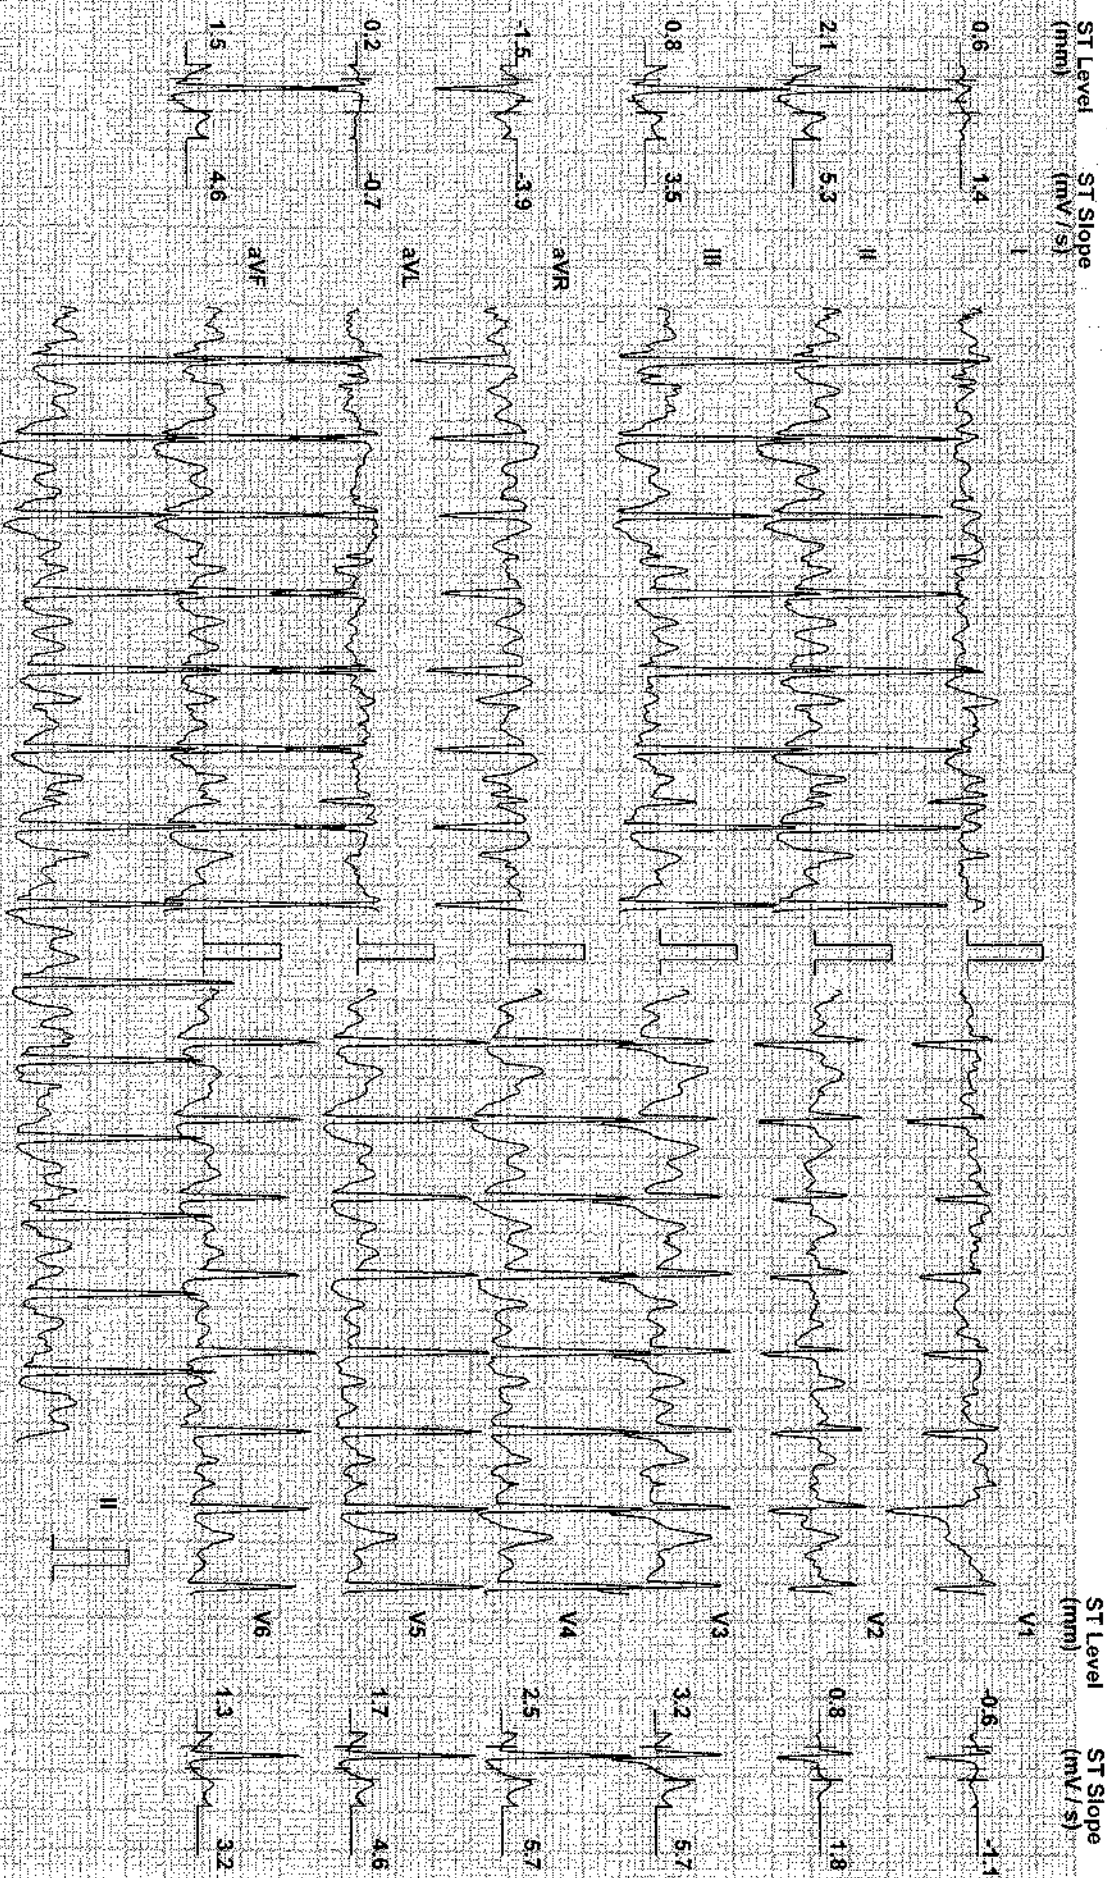 ST Level ST Slope ST Level ST Slope
(mm) (mV / s) (mm) (mV / s)
I V1
0.6 1.4 -0.6 -1.1
II V2
2.1 5.3 0.8 1.8
III V3
0.8 3.5 3.2 5.7
aVR V4
-1.5 -3.9 2.5 5.7
aVL V5
0.2 -0.7 1.7 4.6
aVF V6
1.5 4.6 1.3 3.2
II